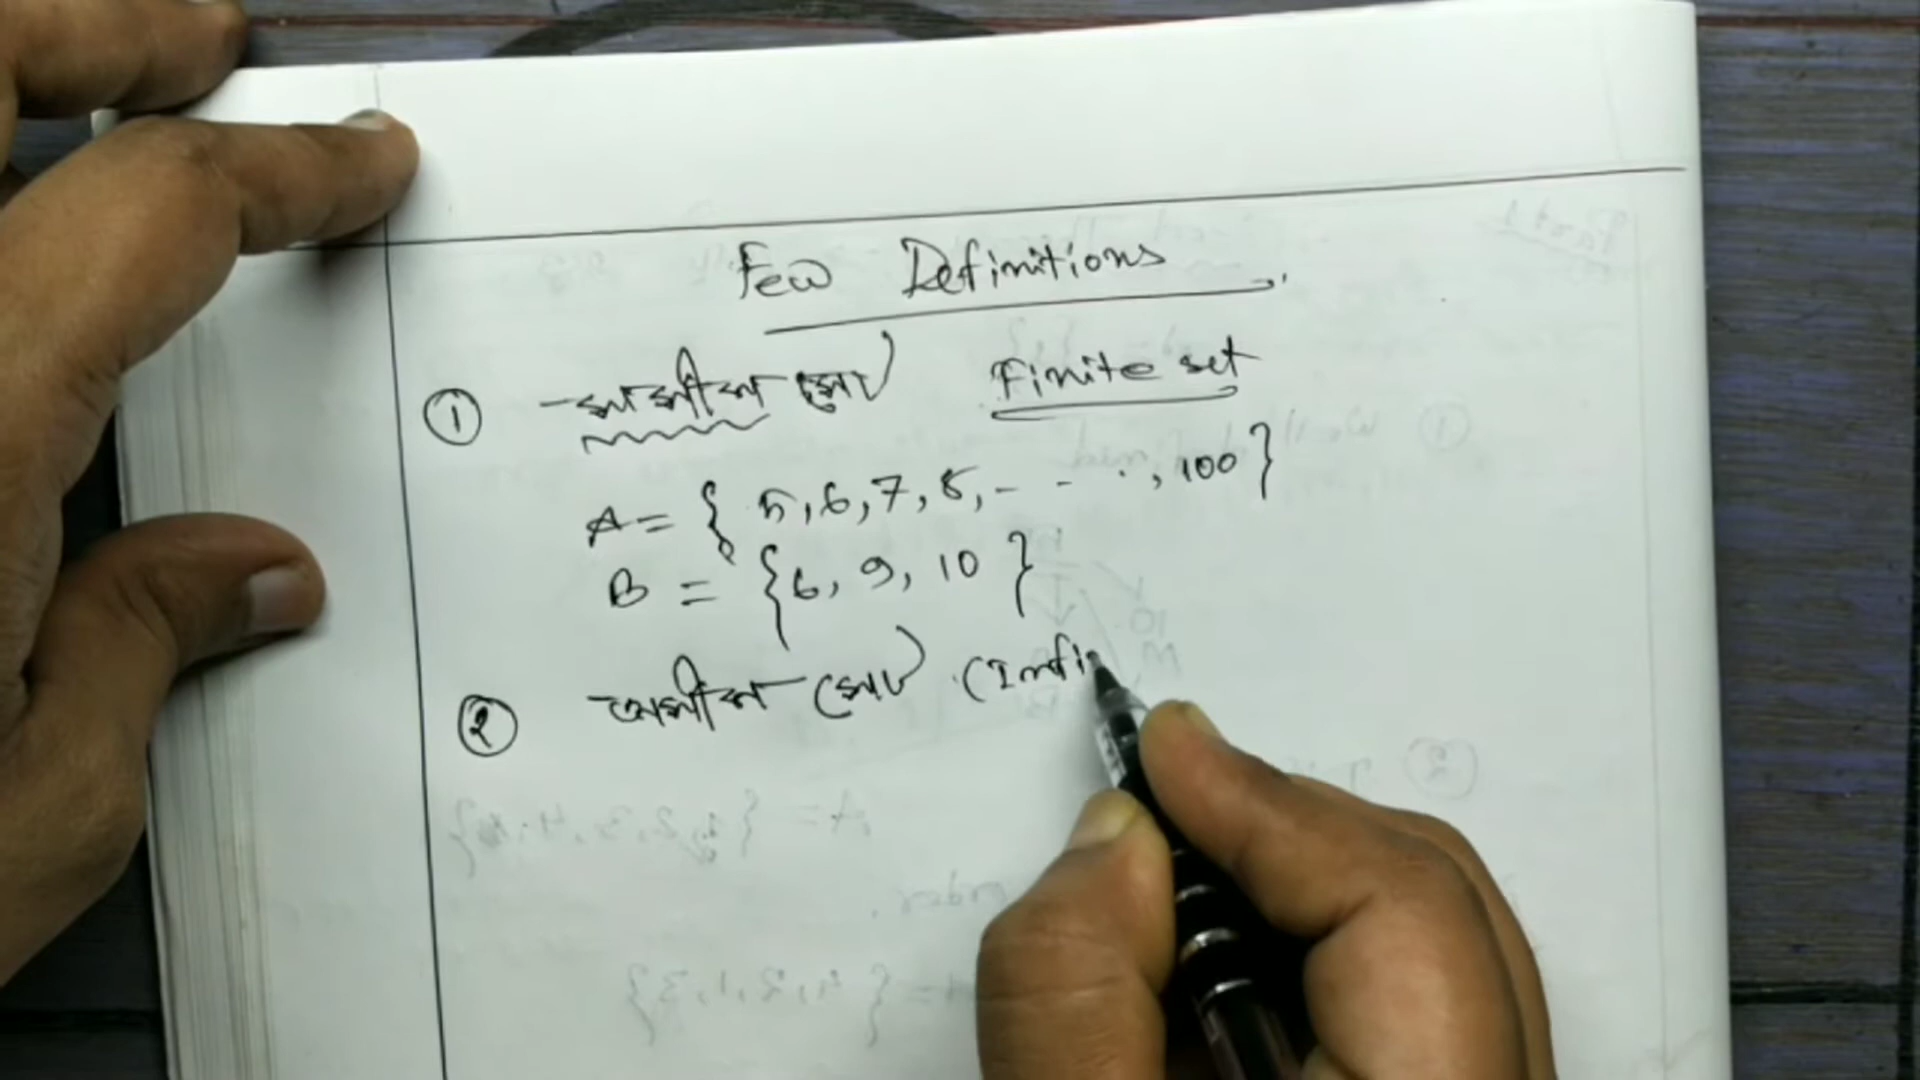 Few Definitions
① সসীম সেট Finite set
A = { 5, 6, 7, 8, - - ·, 100 }
B = { 6, 9, 10 }
② অসীম সেট (Infi